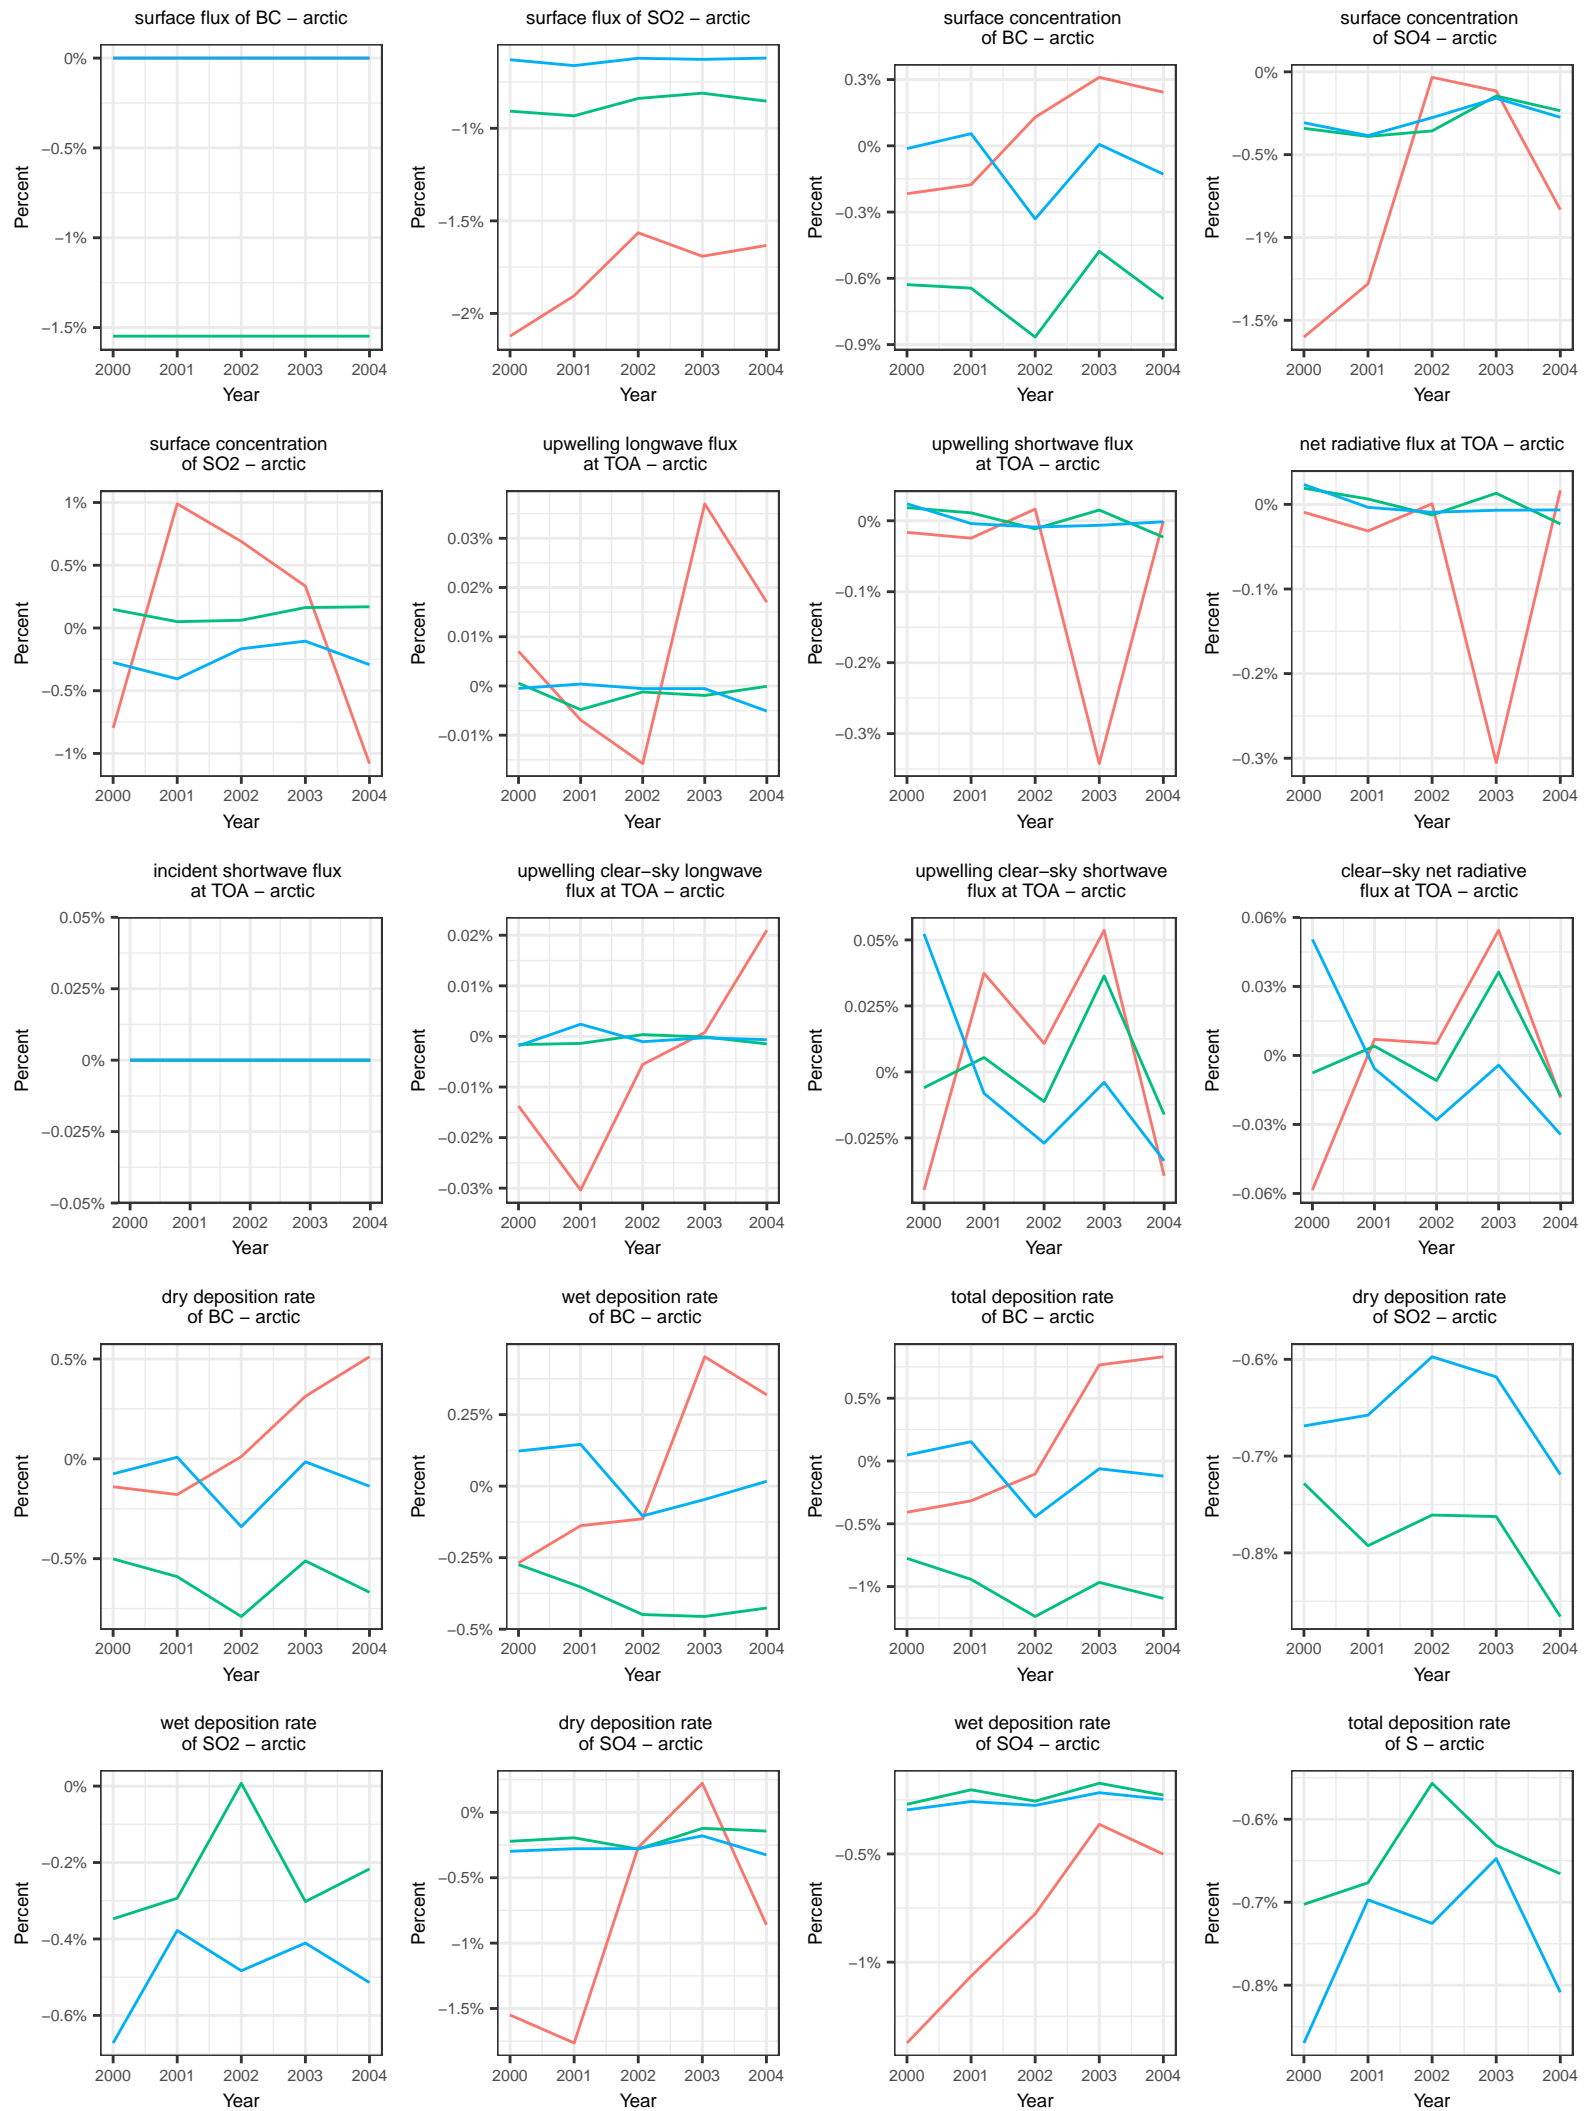 surface flux of BC − arctic
0%
−0.5%
−1%
−1.5%
Percent
2000 2001 2002 2003 2004
Year
surface flux of SO2 − arctic
−1%
−1.5%
−2%
Percent
2000 2001 2002 2003 2004
Year
surface concentration
of BC − arctic
0.3%
0%
−0.3%
−0.6%
−0.9%
Percent
2000 2001 2002 2003 2004
Year
surface concentration
of SO4 − arctic
0%
−0.5%
−1%
−1.5%
Percent
2000 2001 2002 2003 2004
Year
surface concentration
of SO2 − arctic
1%
0.5%
0%
−0.5%
−1%
Percent
2000 2001 2002 2003 2004
Year
upwelling longwave flux
at TOA − arctic
0.03%
0.02%
0.01%
0%
−0.01%
Percent
2000 2001 2002 2003 2004
Year
upwelling shortwave flux
at TOA − arctic
0%
−0.1%
−0.2%
−0.3%
Percent
2000 2001 2002 2003 2004
Year
net radiative flux at TOA − arctic
0%
−0.1%
−0.2%
−0.3%
Percent
2000 2001 2002 2003 2004
Year
incident shortwave flux
at TOA − arctic
0.05%
0.025%
0%
−0.025%
−0.05%
Percent
2000 2001 2002 2003 2004
Year
upwelling clear−sky longwave
flux at TOA − arctic
0.02%
0.01%
0%
−0.01%
−0.02%
−0.03%
Percent
2000 2001 2002 2003 2004
Year
upwelling clear−sky shortwave
flux at TOA − arctic
0.05%
0.025%
0%
−0.025%
Percent
2000 2001 2002 2003 2004
Year
clear−sky net radiative
flux at TOA − arctic
0.06%
0.03%
0%
−0.03%
−0.06%
Percent
2000 2001 2002 2003 2004
Year
dry deposition rate
of BC − arctic
0.5%
0%
−0.5%
Percent
2000 2001 2002 2003 2004
Year
wet deposition rate
of BC − arctic
0.25%
0%
−0.25%
−0.5%
Percent
2000 2001 2002 2003 2004
Year
total deposition rate
of BC − arctic
0.5%
0%
−0.5%
−1%
Percent
2000 2001 2002 2003 2004
Year
dry deposition rate
of SO2 − arctic
−0.6%
−0.7%
−0.8%
Percent
2000 2001 2002 2003 2004
Year
wet deposition rate
of SO2 − arctic
0%
−0.2%
−0.4%
−0.6%
Percent
2000 2001 2002 2003 2004
Year
dry deposition rate
of SO4 − arctic
0%
−0.5%
−1%
−1.5%
Percent
2000 2001 2002 2003 2004
Year
wet deposition rate
of SO4 − arctic
−0.5%
−1%
Percent
2000 2001 2002 2003 2004
Year
total deposition rate
of S − arctic
−0.6%
−0.7%
−0.8%
Percent
2000 2001 2002 2003 2004
Year